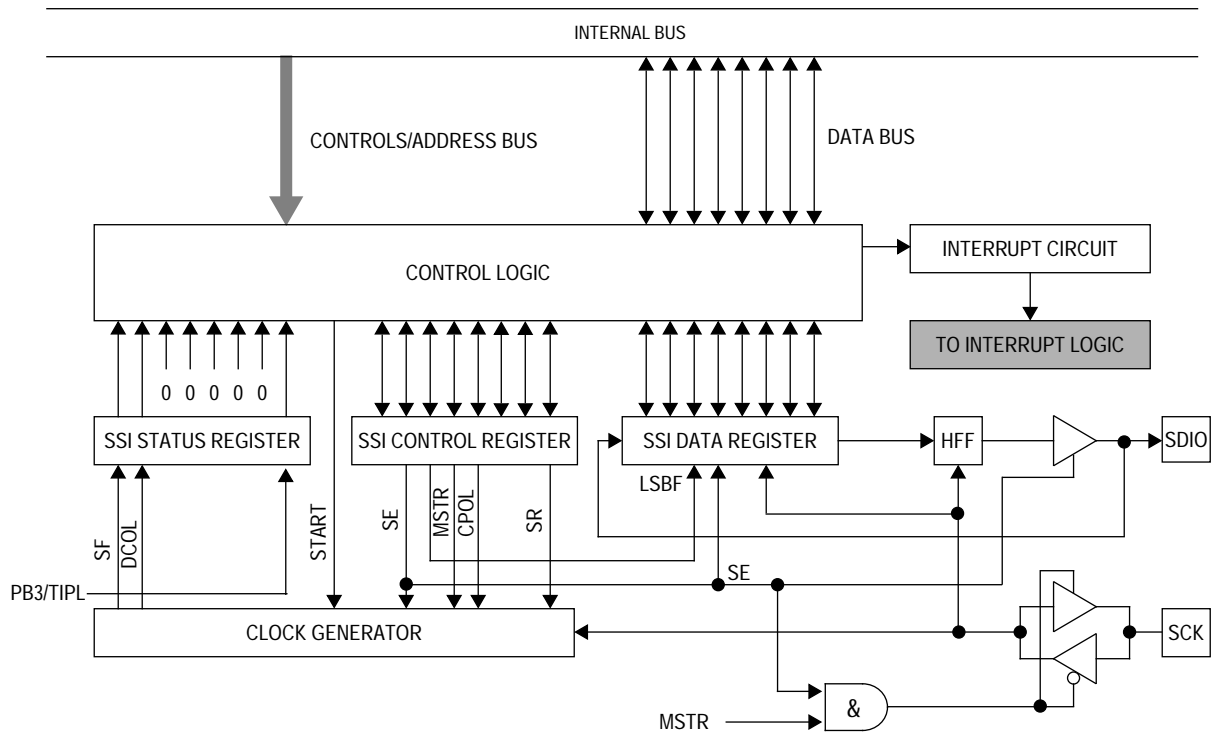 INTERNAL BUS
CONTROLS/ADDRESS BUS
DATA BUS
CONTROL LOGIC
INTERRUPT CIRCUIT
TO INTERRUPT LOGIC
0 0 0 0 0
SSI STATUS REGISTER
SSI CONTROL REGISTER
SSI DATA REGISTER
HFF
SDIO
LSBF
SF
DCOL
START
SE
MSTR
CPOL
SR
SE
PB3/TIPL
CLOCK GENERATOR
SCK
&
MSTR